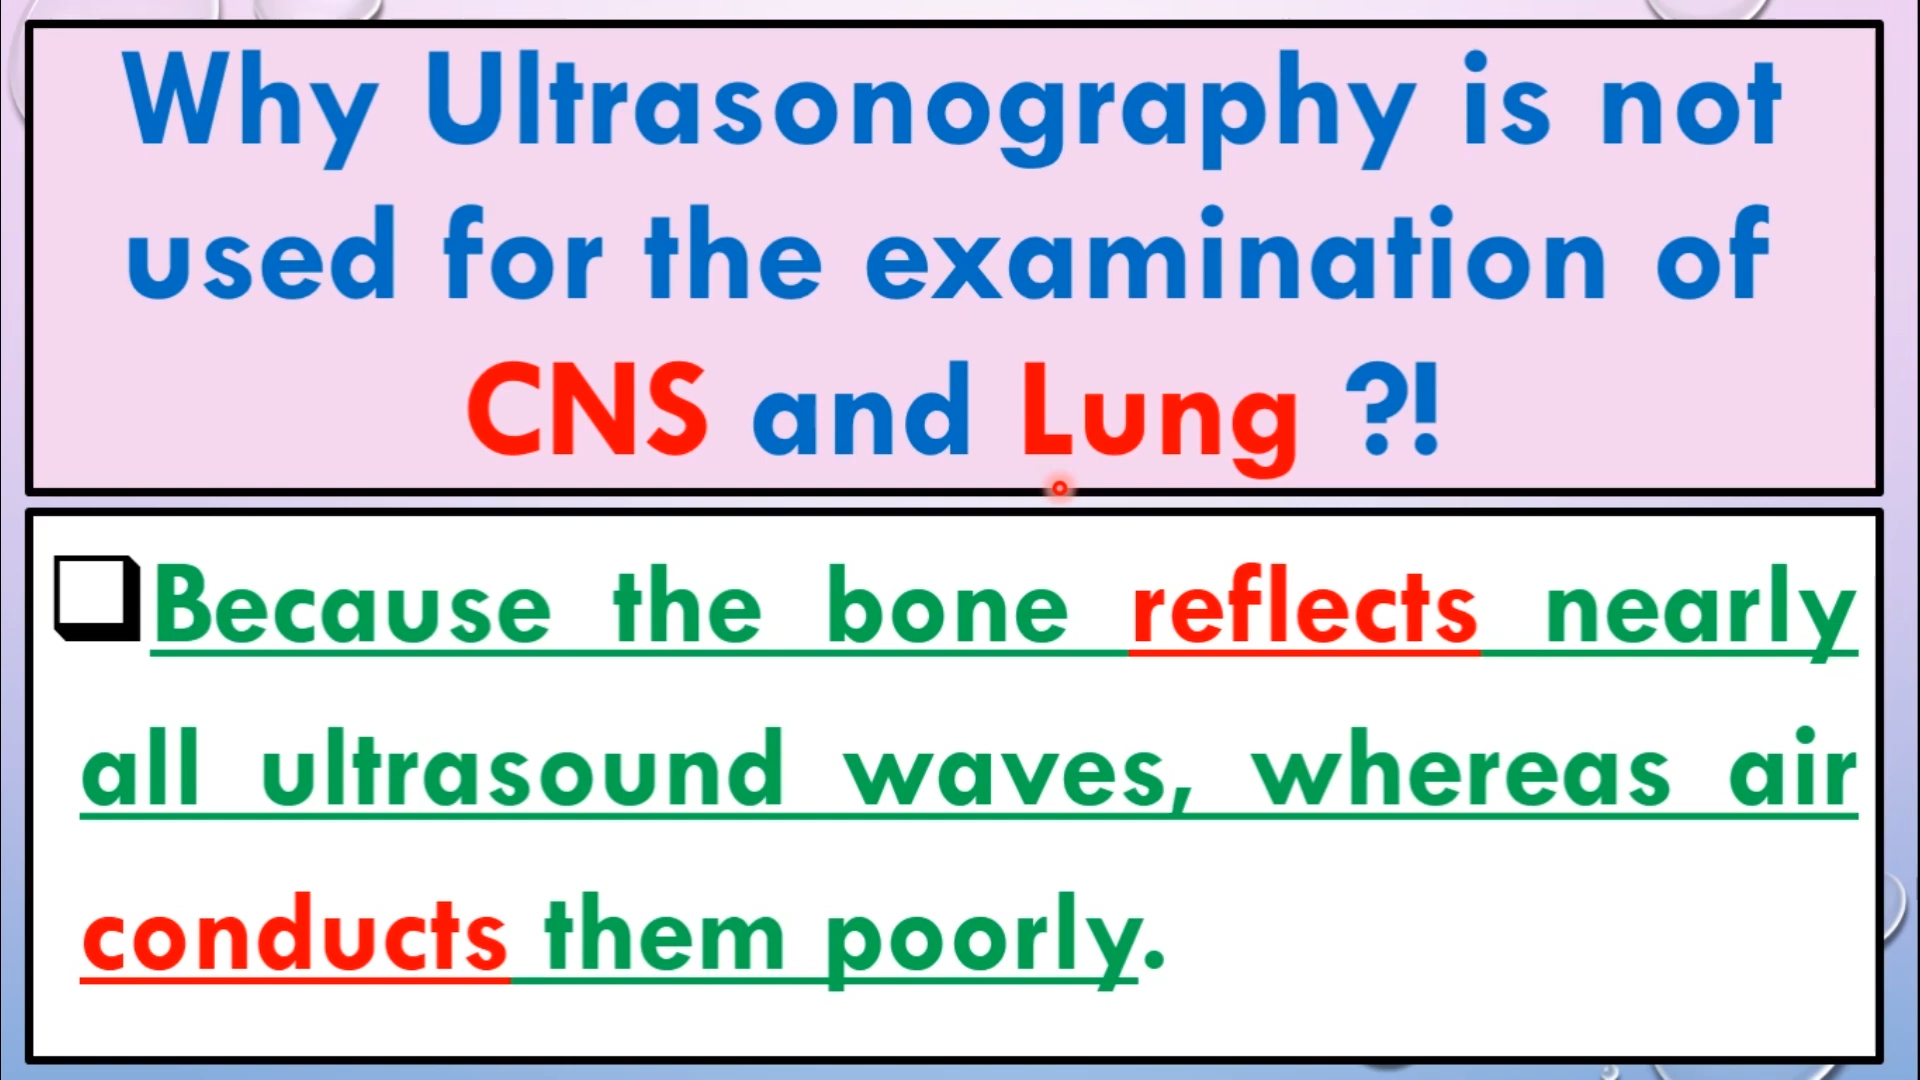 Why Ultrasonography is not
used for the examination of
CNS and Lung ?!
Because the bone reflects nearly
all ultrasound waves, whereas air
conducts them poorly.